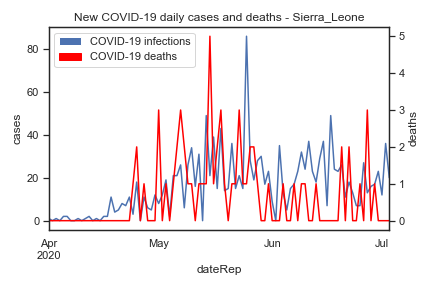 New COVID-19 daily cases and deaths - Sierra_Leone
COVID-19 infections
COVID-19 deaths
80
60
40
20
0
cases
5
4
3
2
1
0
deaths
Apr
2020
May
Jun
Jul
dateRep